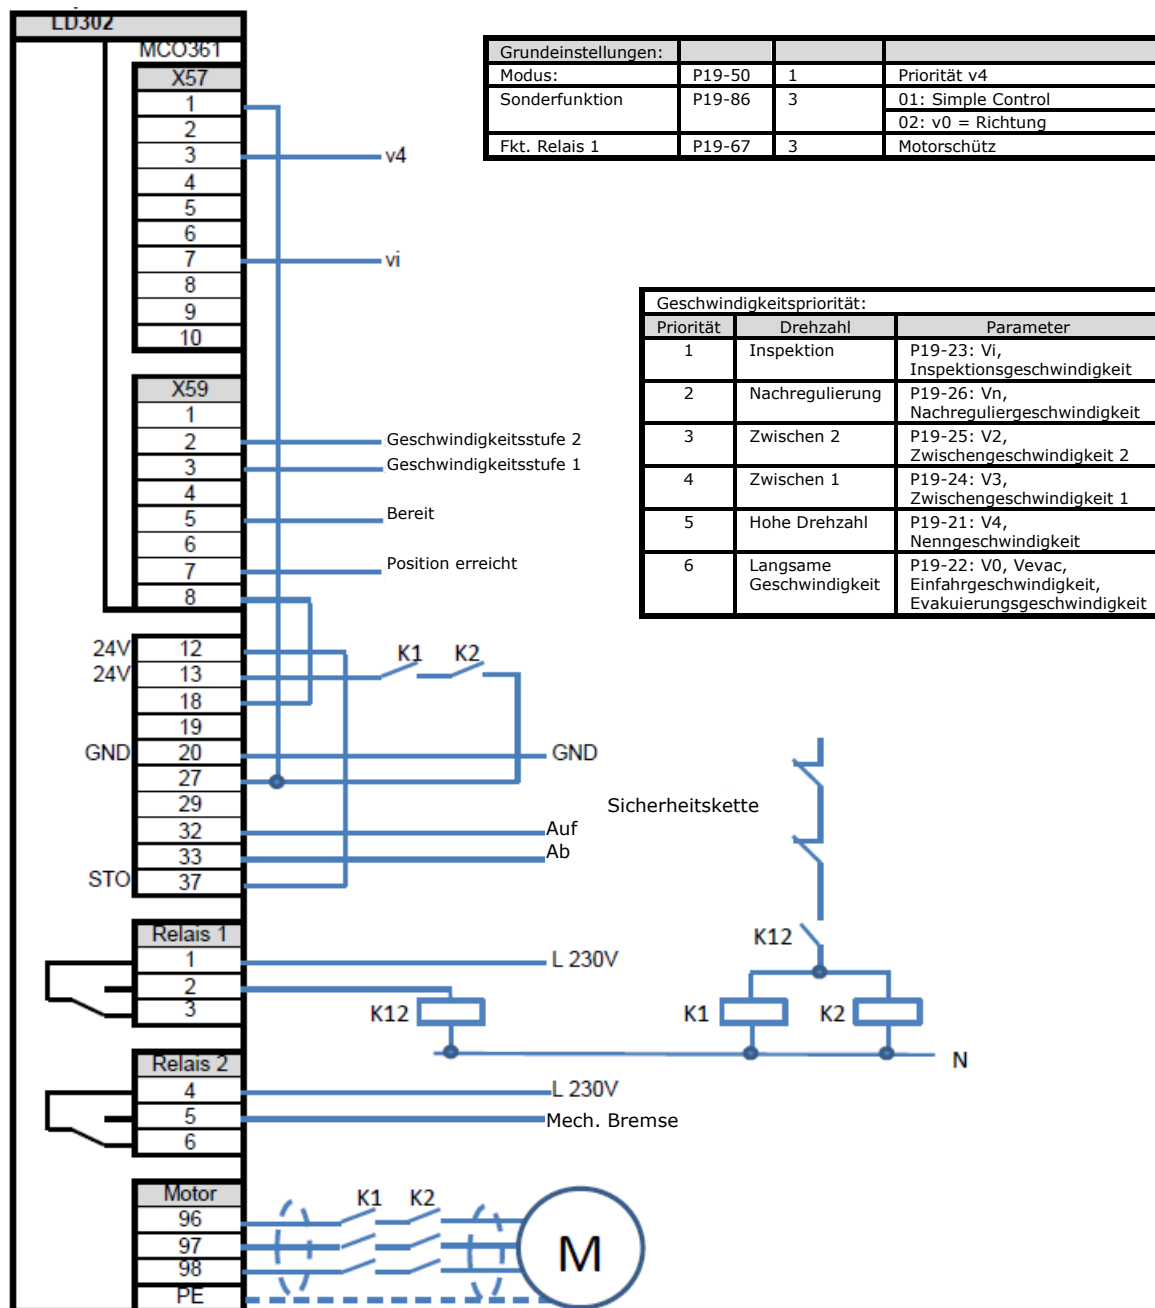 LD302
MCO361
X57
1
2
3 v4
4
5
6
7 vi
8
9
10
X59
1
2 Geschwindigkeitsstufe 2
3 Geschwindigkeitsstufe 1
4
5 Bereit
6
7 Position erreicht
8
24V 12
24V 13 K1 K2
18
19
GND 20 GND
27
29
32 Auf
33 Ab
STO 37
Relais 1
1 L 230V
2
3
K12
Relais 2
4 L 230V
5 Mech. Bremse
6
Motor
K1 K2
96
97
98
PE
M
Grundeinstellungen:
Modus: P19-50 1 Priorität v4
Sonderfunktion P19-86 3 01: Simple Control
02: v0 = Richtung
Fkt. Relais 1 P19-67 3 Motorschütz
Geschwindigkeitspriorität:
Priorität Drehzahl Parameter
1 Inspektion P19-23: Vi,
Inspektionsgeschwindigkeit
2 Nachregulierung P19-26: Vn,
Nachreguliergeschwindigkeit
3 Zwischen 2 P19-25: V2,
Zwischengeschwindigkeit 2
4 Zwischen 1 P19-24: V3,
Zwischengeschwindigkeit 1
5 Hohe Drehzahl P19-21: V4,
Nenngeschwindigkeit
6 Langsame P19-22: V0, Vevac,
Geschwindigkeit Einfahrgeschwindigkeit,
Evakuierungsgeschwindigkeit
Sicherheitskette
K12
K1 K2
N